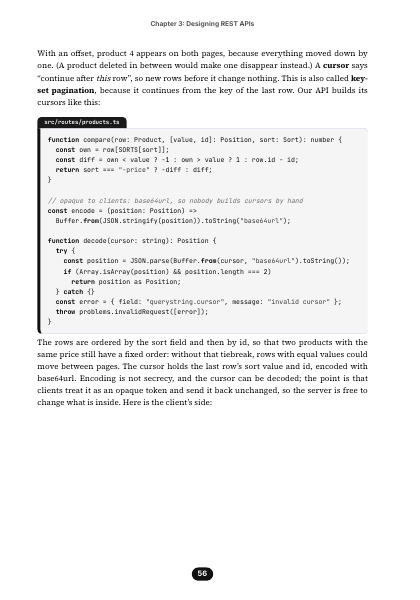 Chapter 3: Designing REST APIs
With an offset, product 4 appears on both pages, because everything moved down by
one. (A product deleted in between would make one disappear instead.) A cursor says
“continue after this row”, so new rows before it change nothing. This is also called key-
set pagination, because it continues from the key of the last row. Our API builds its
cursors like this:
src/routes/products.ts
function compare(row: Product, [value, id]: Position, sort: Sort): number {
  const own = row[SORTS[sort]];
  const diff = own < value ? -1 : own > value ? 1 : row.id - id;
  return sort === "-price" ? -diff : diff;
}
// opaque to clients: base64url, so nobody builds cursors by hand
const encode = (position: Position) =>
  Buffer.from(JSON.stringify(position)).toString("base64url");
function decode(cursor: string): Position {
  try {
    const position = JSON.parse(Buffer.from(cursor, "base64url").toString());
    if (Array.isArray(position) && position.length === 2)
      return position as Position;
  } catch {}
  const error = { field: "querystring.cursor", message: "invalid cursor" };
  throw problems.invalidRequest([error]);
}
The rows are ordered by the sort field and then by id, so that two products with the
same price still have a fixed order: without that tiebreak, rows with equal values could
move between pages. The cursor holds the last row’s sort value and id, encoded with
base64url. Encoding is not secrecy, and the cursor can be decoded; the point is that
clients treat it as an opaque token and send it back unchanged, so the server is free to
change what is inside. Here is the client’s side:
56